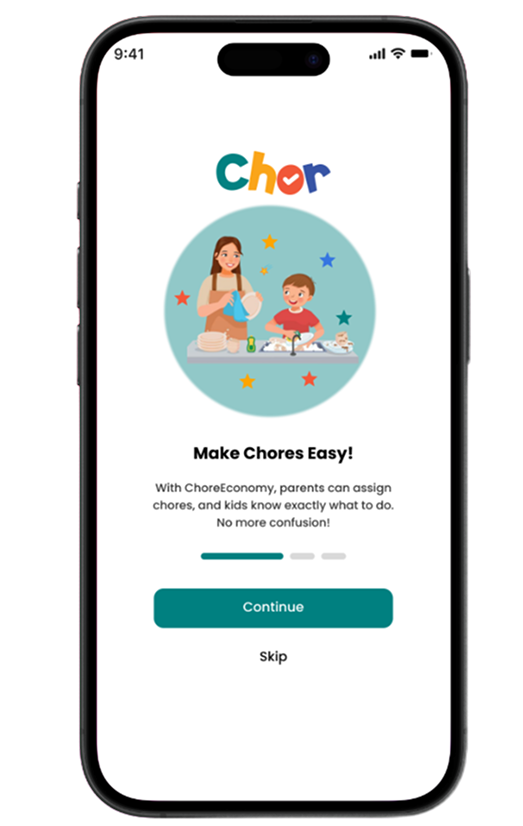 9:41
Chor
Make Chores Easy!
With ChoreEconomy, parents can assign
chores, and kids know exactly what to do.
No more confusion!
Continue
Skip